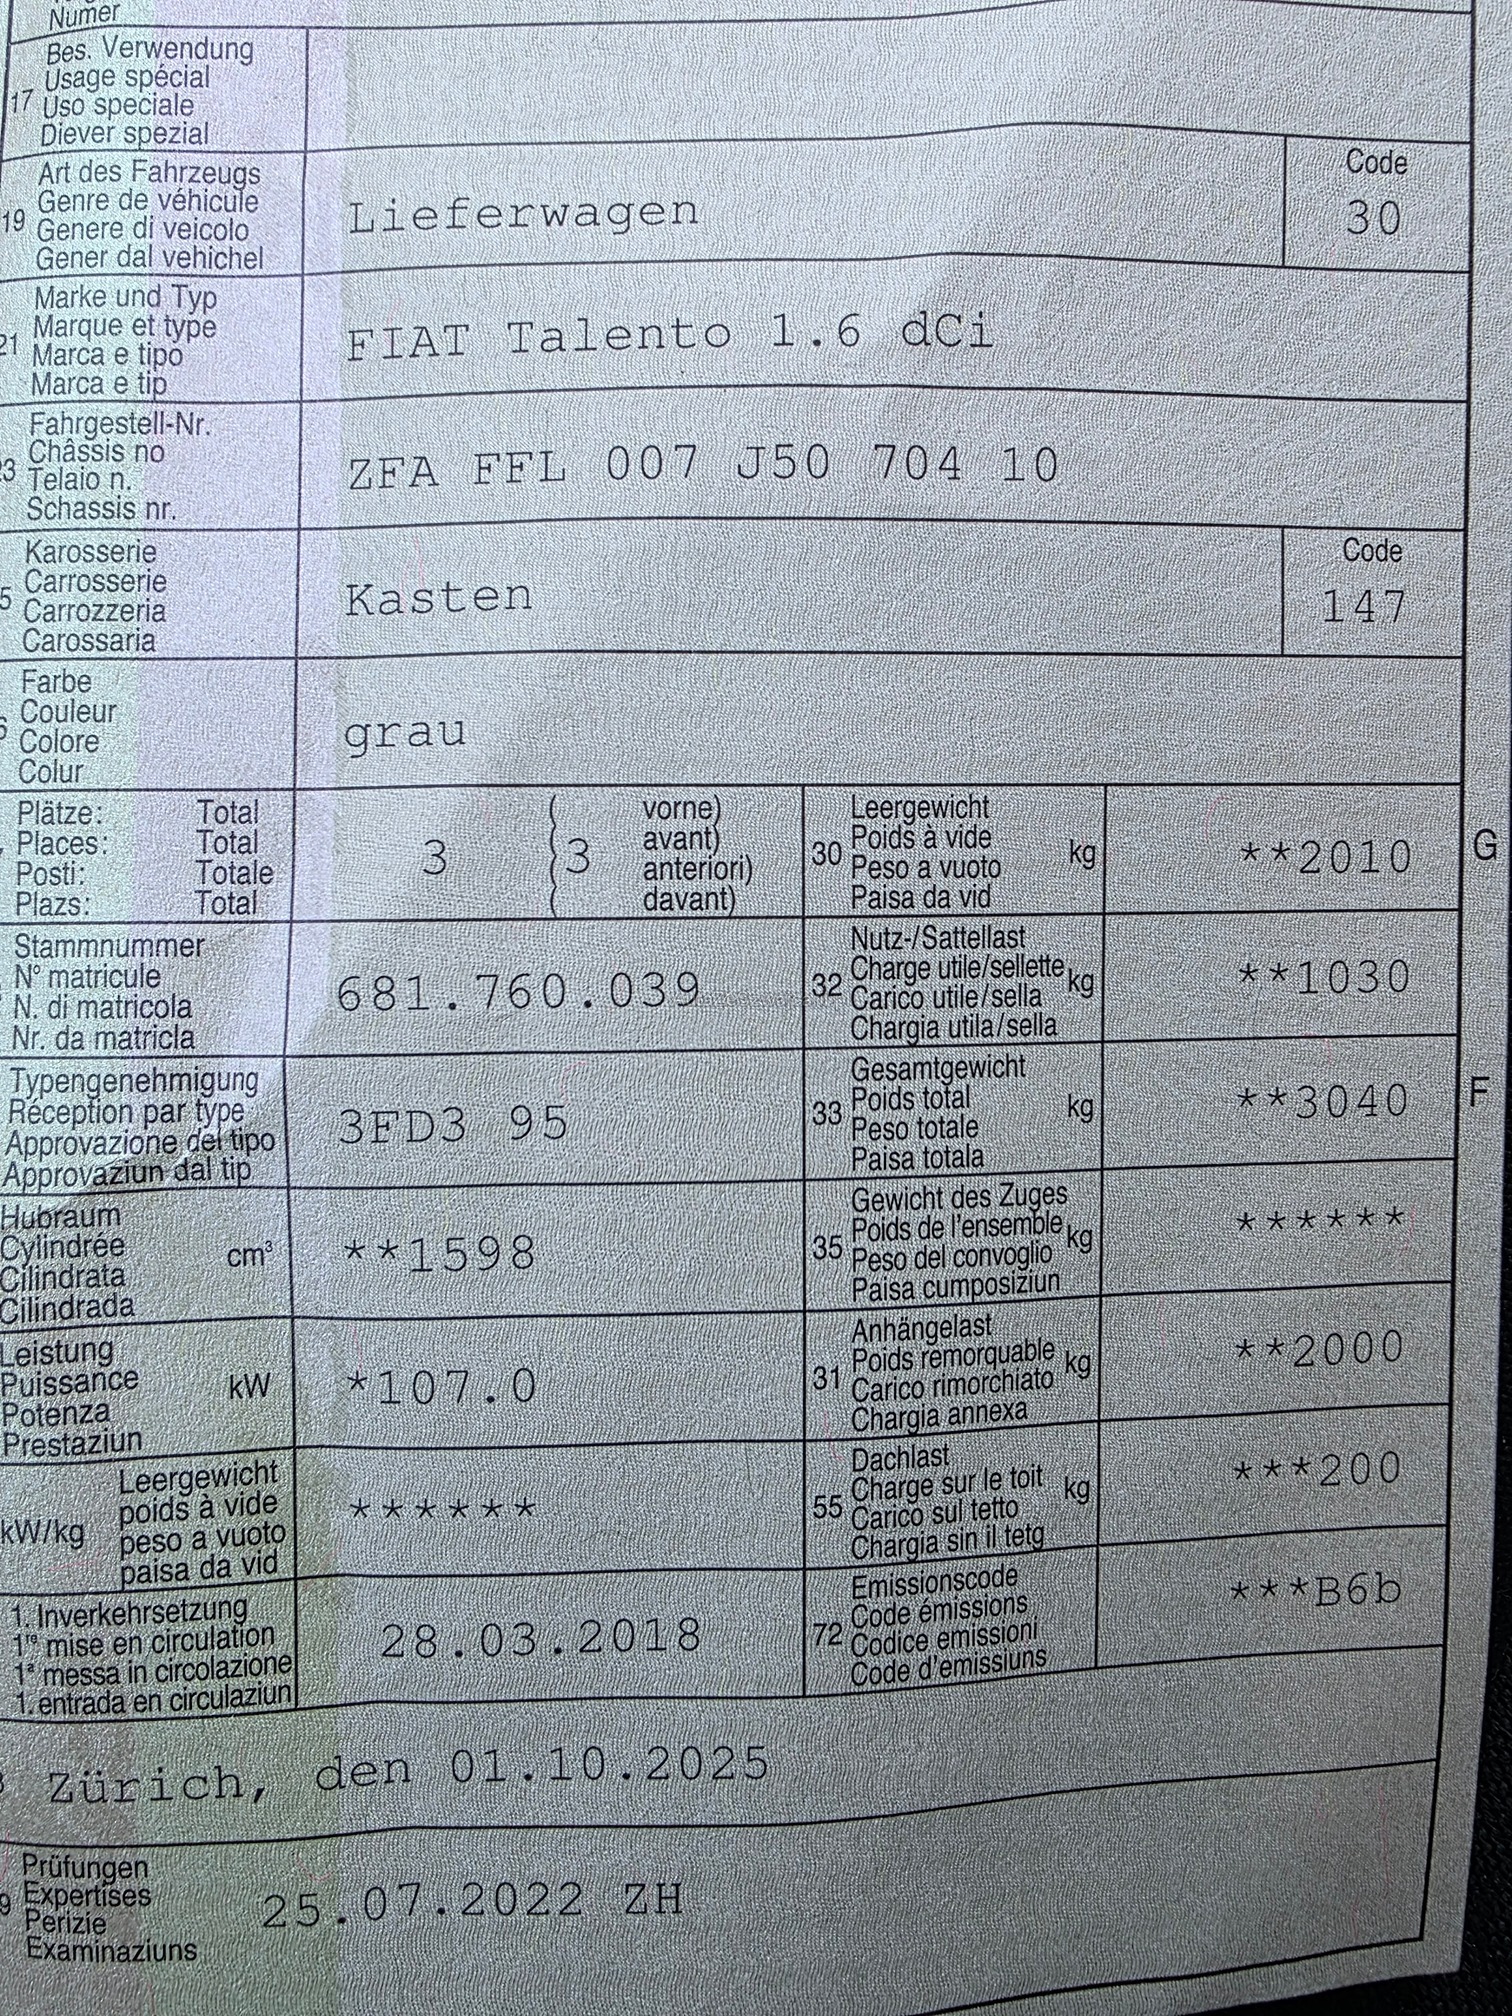 Numer
Bes. Verwendung
17 Usage spécial
Uso speciale
Diever spezial
Art des Fahrzeugs
19 Genre de véhicule
Genere di veicolo
Gener dal vehichel
Lieferwagen
Code
30
Marke und Typ
21 Marque et type
Marca e tipo
Marca e tip
FIAT Talento 1.6 dCi
Fahrgestell-Nr.
Châssis no
Telaio n.
Schassis nr.
ZFA FFL 007 J50 704 10
Karosserie
Carrosserie
Carrozzeria
Carossaria
Kasten
Code
147
Farbe
Couleur
Colore
Colur
grau
Plätze: Total
Places: Total
Posti: Totale
Plazs: Total
3 (3 vorne)
avant)
anteriori)
davant)
Leergewicht
30 Poids à vide kg
Peso a vuoto
Paisa da vid
**2010
G
Stammnummer
N° matricule
N. di matricola
Nr. da matricla
681.760.039
Nutz-/Sattellast
32 Charge utile/sellette kg
Carico utile/sella
Chargia utila/sella
**1030
Typengenehmigung
Réception par type
Approvazione del tipo
Approvaziun dal tip
3FD3 95
Gesamtgewicht
33 Poids total kg
Peso totale
Paisa totala
**3040
F
Hubraum
Cylindrée cm³
Cilindrata
Cilindrada
**1598
Gewicht des Zuges
35 Poids de l'ensemble kg
Peso del convoglio
Paisa cumposiziun
******
Leistung
Puissance kW
Potenza
Prestaziun
*107.0
Anhängelast
31 Poids remorquable kg
Carico rimorchiato
Chargia annexa
**2000
Leergewicht
kW/kg poids à vide
peso a vuoto
paisa da vid
******
Dachlast
55 Charge sur le toit kg
Carico sul tetto
Chargia sin il tetg
***200
1. Inverkehrsetzung
1re mise en circulation
1a messa in circolazione
1. entrada en circulaziun
28.03.2018
Emissionscode
72 Code émissions
Codice emissioni
Code d'emissiuns
***B6b
Zürich, den 01.10.2025
Prüfungen
Expertises
Perizie
Examinaziuns
25.07.2022 ZH